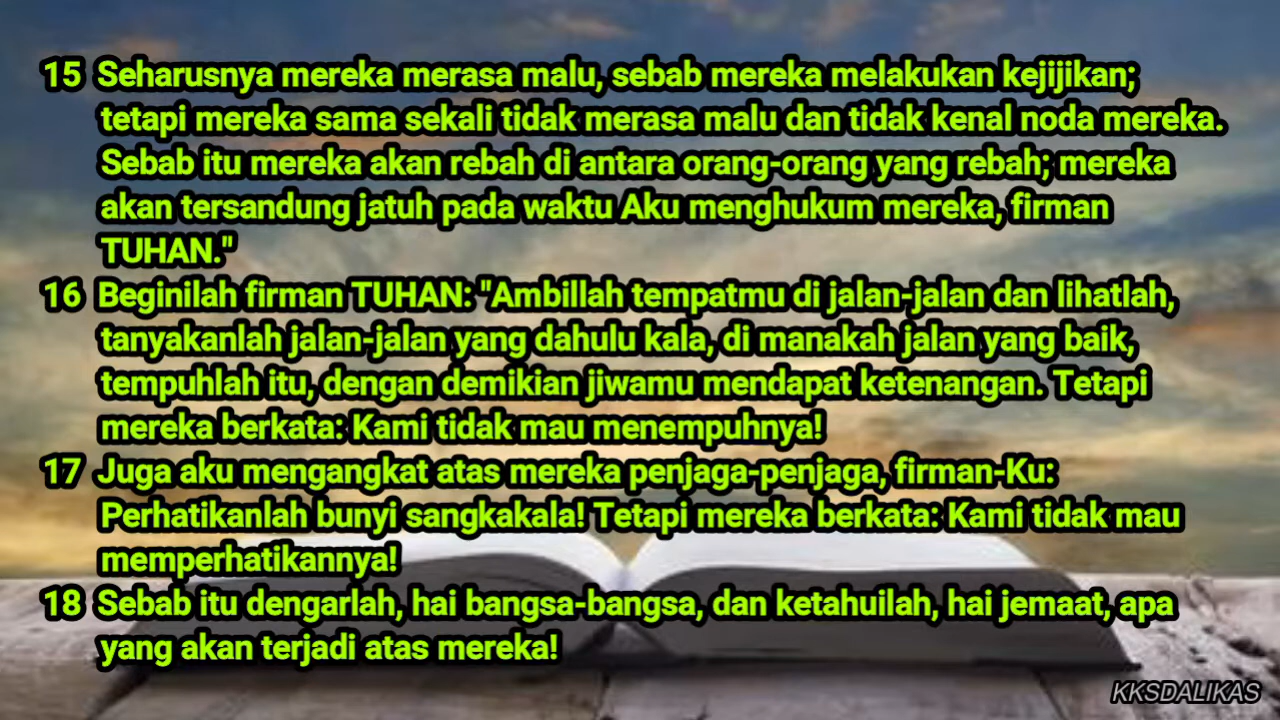 15 Seharusnya mereka merasa malu, sebab mereka melakukan kejijikan;
tetapi mereka sama sekali tidak merasa malu dan tidak kenal noda mereka.
Sebab itu mereka akan rebah di antara orang-orang yang rebah; mereka
akan tersandung jatuh pada waktu Aku menghukum mereka, firman
TUHAN."
16 Beginilah firman TUHAN: "Ambillah tempatmu di jalan-jalan dan lihatlah,
tanyakanlah jalan-jalan yang dahulu kala, di manakah jalan yang baik,
tempuhlah itu, dengan demikian jiwamu mendapat ketenangan. Tetapi
mereka berkata: Kami tidak mau menempuhnya!
17 Juga aku mengangkat atas mereka penjaga-penjaga, firman-Ku:
Perhatikanlah bunyi sangkakala! Tetapi mereka berkata: Kami tidak mau
memperhatikannya!
18 Sebab itu dengarlah, hai bangsa-bangsa, dan ketahuilah, hai jemaat, apa
yang akan terjadi atas mereka!
KKSDALIKAS